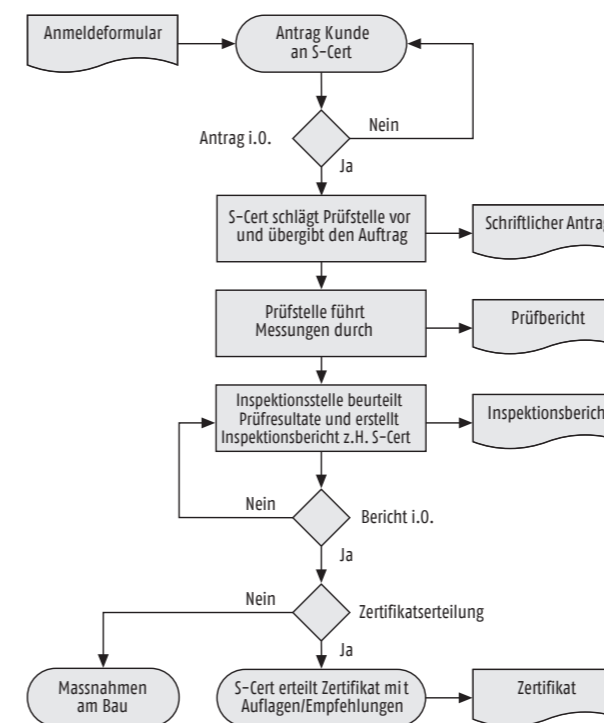 Anmeldeformular
Antrag Kunde
an S-Cert
Nein
Antrag i.O.
Ja
S-Cert schlägt Prüfstelle vor
und übergibt den Auftrag
Schriftlicher Antrag
Prüfstelle führt
Messungen durch
Prüfbericht
Inspektionsstelle beurteilt
Prüfresultate und erstellt
Inspektionsbericht z.H. S-Cert
Inspektionsbericht
Nein
Bericht i.O.
Ja
Nein
Zertifikatserteilung
Ja
Massnahmen
am Bau
S-Cert erteilt Zertifikat mit
Auflagen/Empfehlungen
Zertifikat